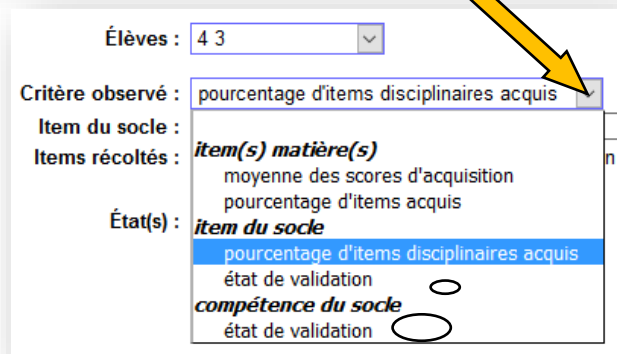 Élèves : 4 3
Critère observé : pourcentage d'items disciplinaires acquis
Item du socle :
Items récoltés : item(s) matière(s)
moyenne des scores d'acquisition
pourcentage d'items acquis
État(s) : item du socle
pourcentage d'items disciplinaires acquis
état de validation
compétence du socle
état de validation